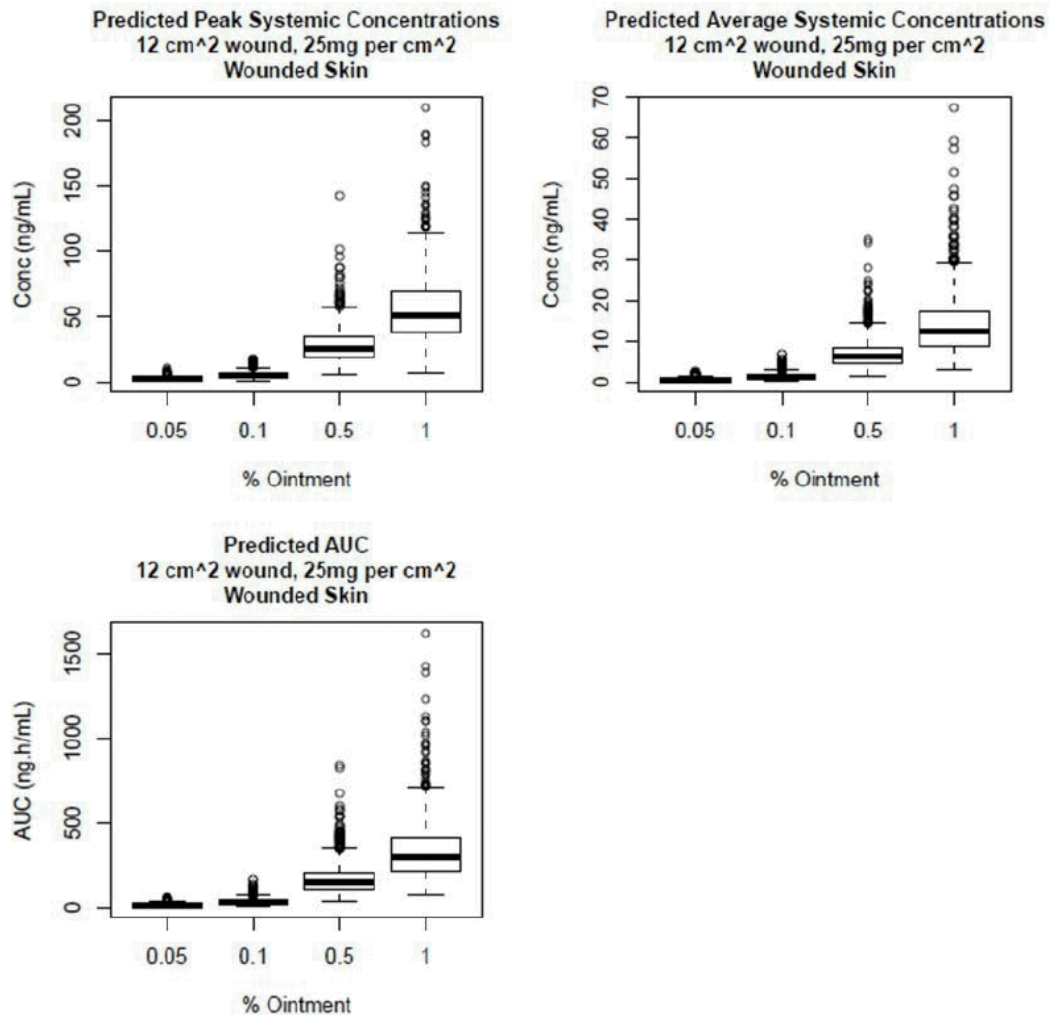 Predicted Peak Systemic Concentrations
12 cm^2 wound, 25mg per cm^2
Wounded Skin
Conc (ng/mL)
200
150
100
50
0
0.05 0.1 0.5 1
% Ointment
Predicted Average Systemic Concentrations
12 cm^2 wound, 25mg per cm^2
Wounded Skin
Conc (ng/mL)
70
60
50
40
30
20
10
0
0.05 0.1 0.5 1
% Ointment
Predicted AUC
12 cm^2 wound, 25mg per cm^2
Wounded Skin
AUC (ng.h/mL)
1500
1000
500
0
0.05 0.1 0.5 1
% Ointment